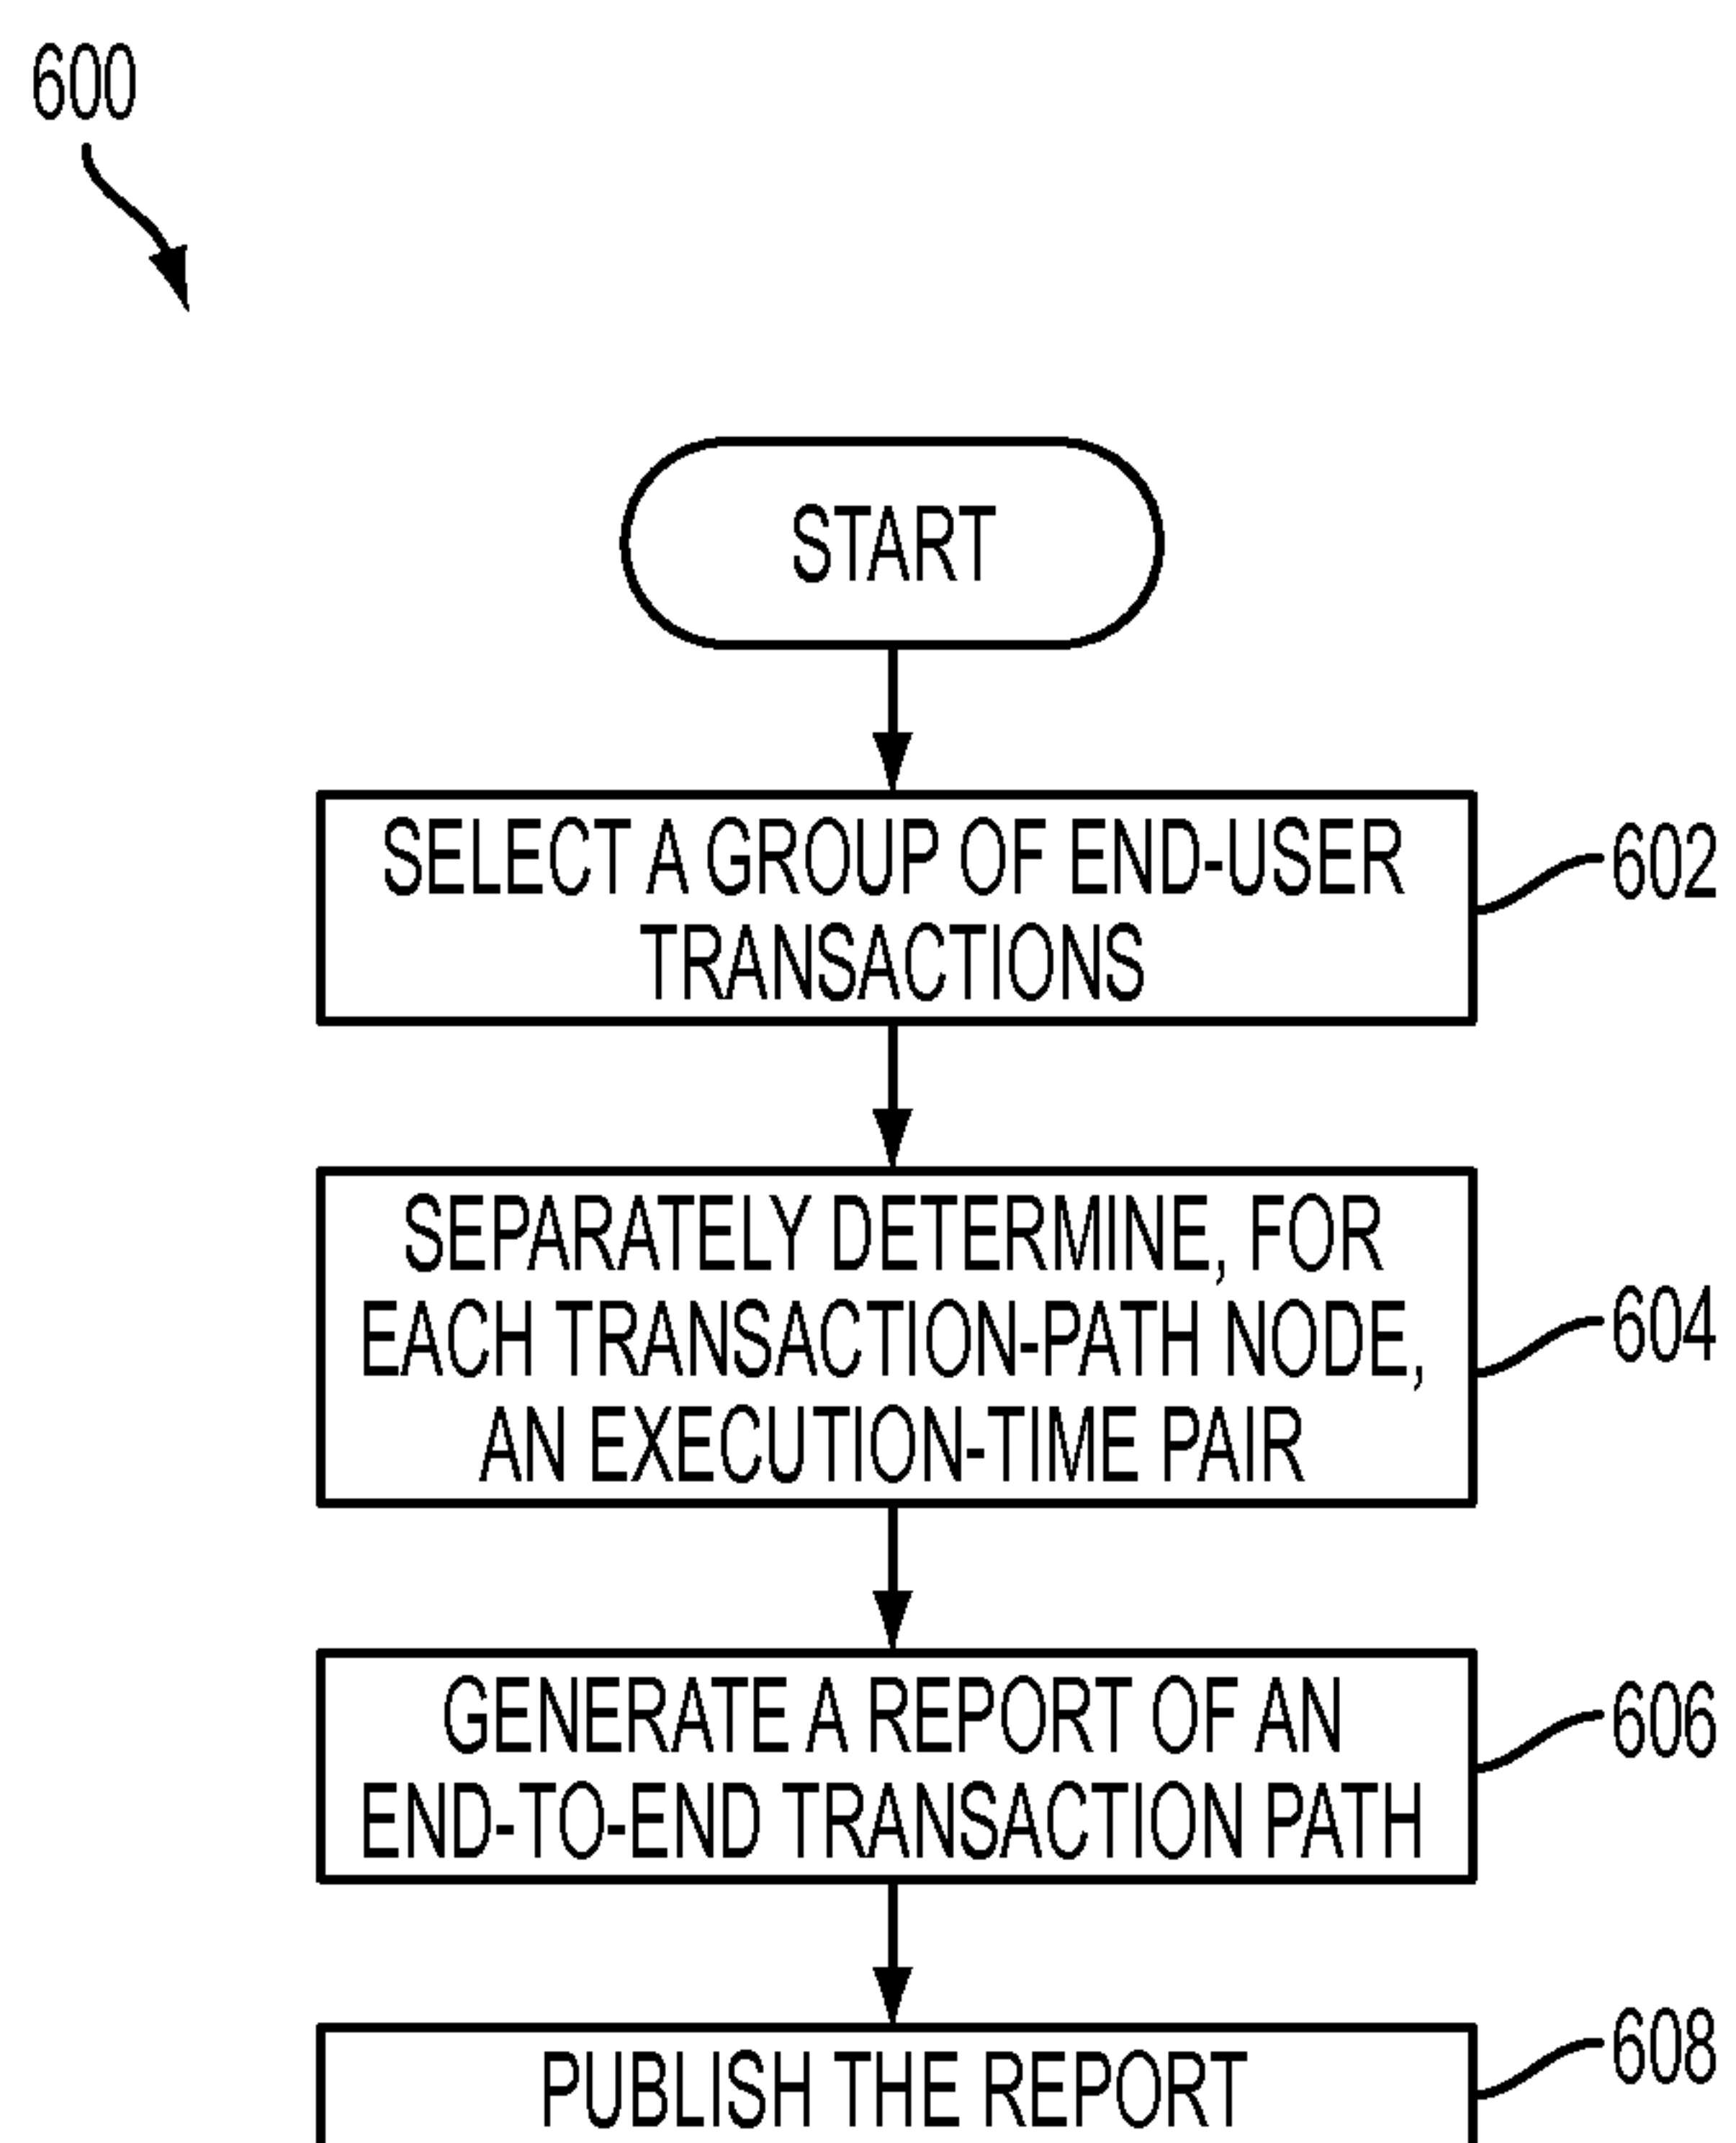 600
START
SELECT A GROUP OF END-USER
TRANSACTIONS
602
SEPARATELY DETERMINE, FOR
EACH TRANSACTION-PATH NODE,
AN EXECUTION-TIME PAIR
604
GENERATE A REPORT OF AN
END-TO-END TRANSACTION PATH
606
PUBLISH THE REPORT
608